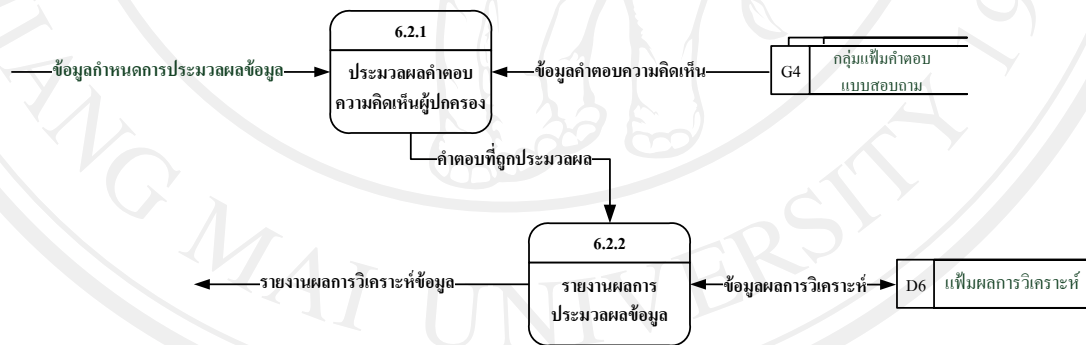 6.2.1
ข้อมูลกำหนดการประมวลผลข้อมูล
ประมวลผลคำตอบ
ความคิดเห็นผู้ปกครอง
ข้อมูลคำตอบความคิดเห็น
G4
กลุ่มแฟ้มคำตอบ
แบบสอบถาม
คำตอบที่ถูกประมวลผล
6.2.2
รายงานผลการวิเคราะห์ข้อมูล
รายงานผลการ
ประมวลผลข้อมูล
ข้อมูลผลการวิเคราะห์
D6
แฟ้มผลการวิเคราะห์
ANG MAI UNIVERSITY 19